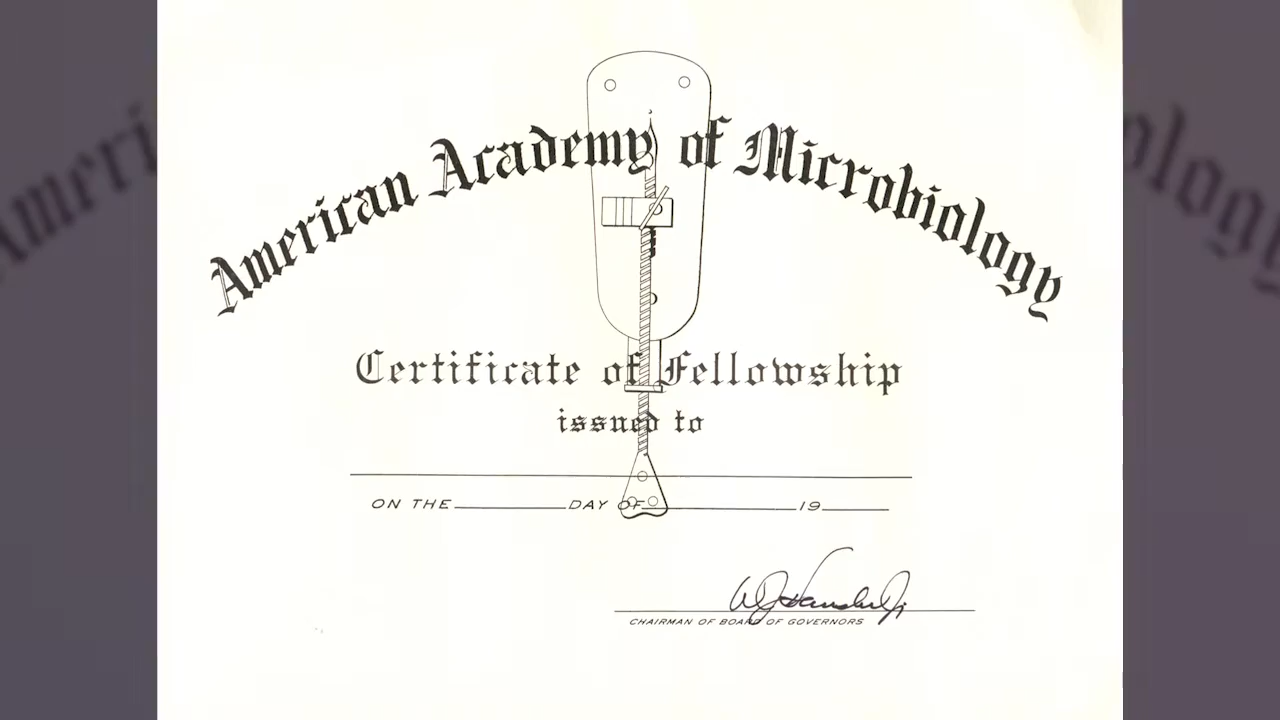 American Academy of Microbiology
Certificate of Fellowship
issued to
ON THE DAY OF 19
CHAIRMAN OF BOARD OF GOVERNORS